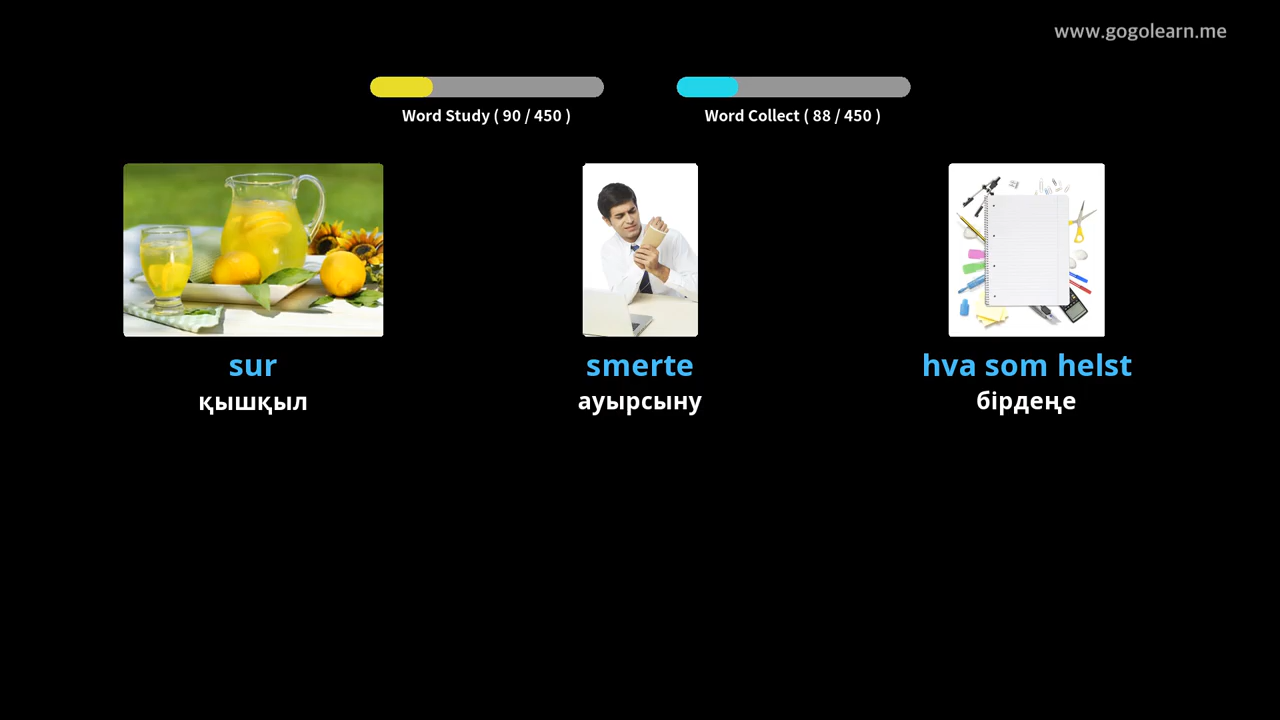 www.gogolearn.me
Word Study ( 90 / 450 )
Word Collect ( 88 / 450 )
sur
қышқыл
smerte
ауырсыну
hva som helst
бірдеңе